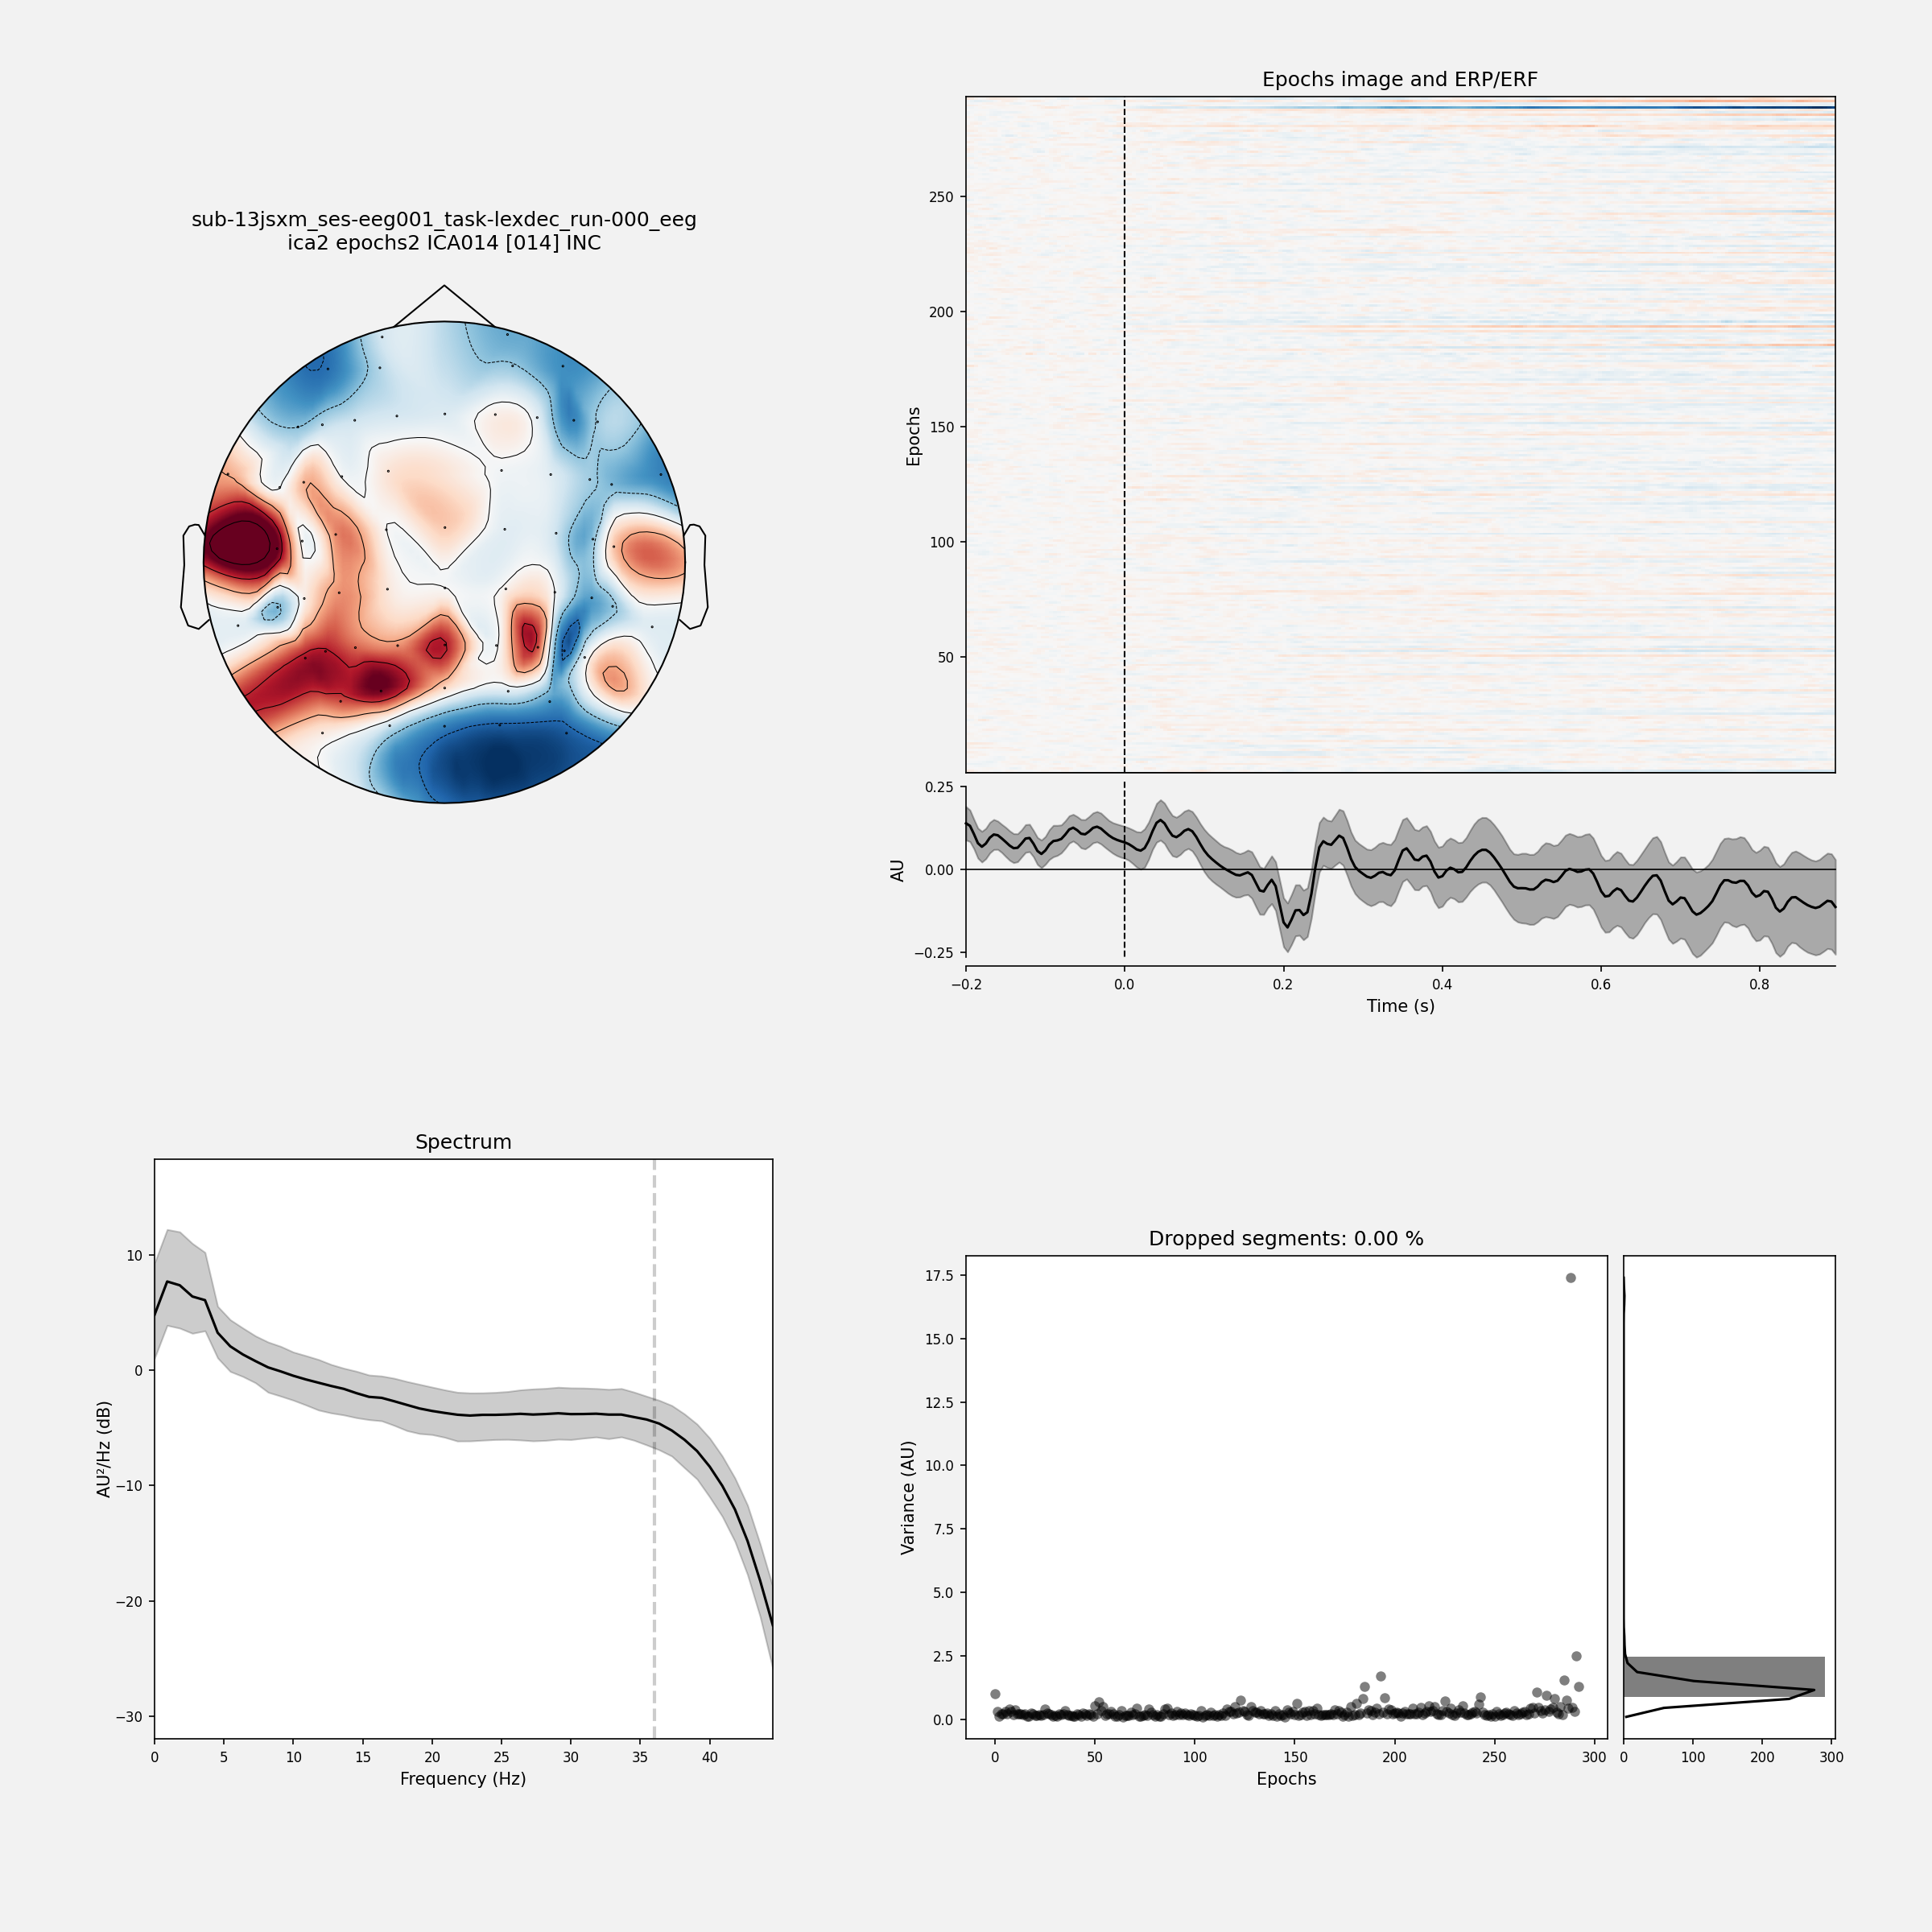 sub-13jsxm_ses-eeg001_task-lexdec_run-000_eeg
ica2 epochs2 ICA014 [014] INC
Epochs image and ERP/ERF
Epochs
250
200
150
100
50
AU
0.25
0.00
−0.25
−0.2 0.0 0.2 0.4 0.6 0.8
Time (s)
Spectrum
AU²/Hz (dB)
10
0
−10
−20
−30
0 5 10 15 20 25 30 35 40
Frequency (Hz)
Dropped segments: 0.00 %
Variance (AU)
17.5
15.0
12.5
10.0
7.5
5.0
2.5
0.0
0 50 100 150 200 250 300
Epochs
0 100 200 300